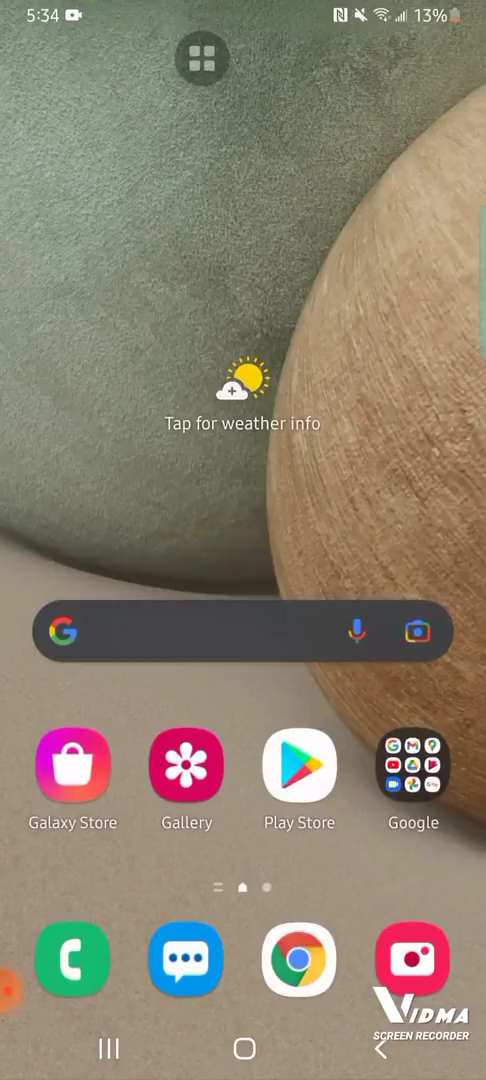 5:34 13%
Tap for weather info
Galaxy Store Gallery Play Store Google
VIDMA
SCREEN RECORDER